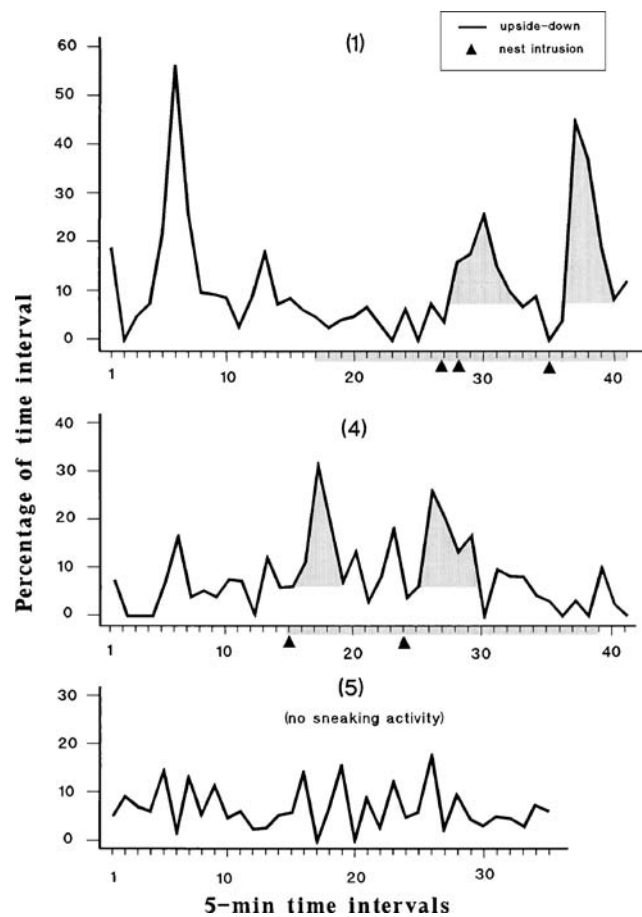 (1)
upside-down
nest intrusion
60
50
40
30
20
10
0
1 10 20 30 40
(4)
40
30
20
10
0
1 10 20 30 40
(5)
(no sneaking activity)
30
20
10
0
1 10 20 30
Percentage of time interval
5-min time intervals